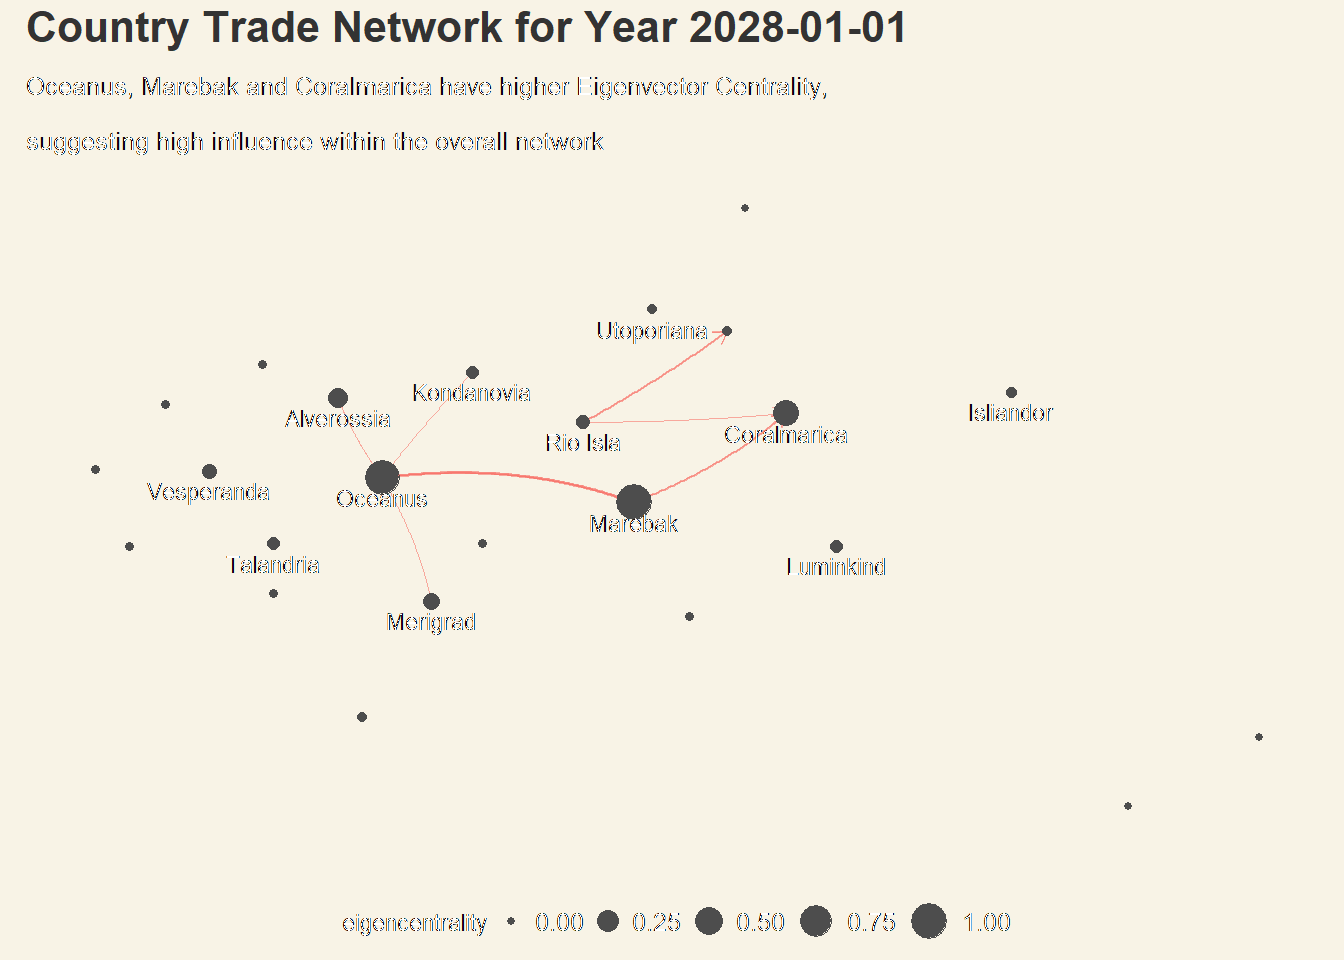 Country Trade Network for Year 2028-01-01
Oceanus, Marebak and Coralmarica have higher Eigenvector Centrality,
suggesting high influence within the overall network
Utoporiana
Kondanovia
Alverossia
Isliandor
Rio Isla
Coralmarica
Vesperanda
Oceanus
Marebak
Talandria
Luminkind
Merigrad
eigencentrality 0.00 0.25 0.50 0.75 1.00